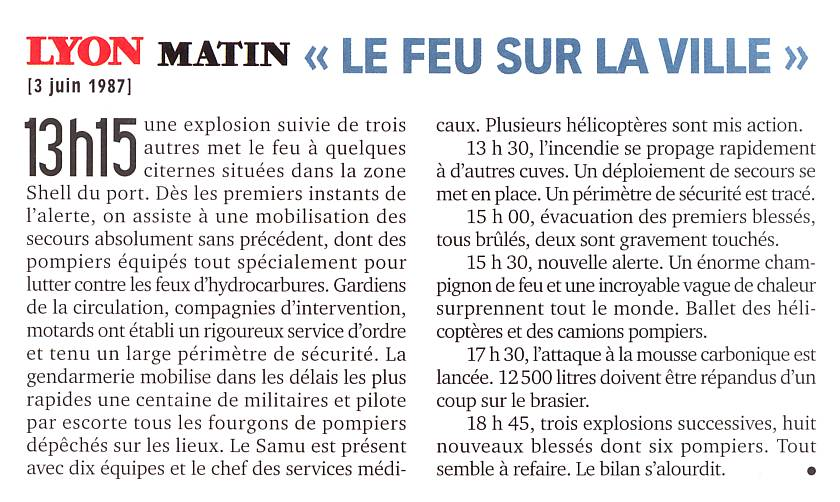 LYON MATIN « LE FEU SUR LA VILLE »
[3 juin 1987]
13h15 une explosion suivie de trois
autres met le feu à quelques
citernes situées dans la zone
Shell du port. Dès les premiers instants de
l'alerte, on assiste à une mobilisation des
secours absolument sans précédent, dont des
pompiers équipés tout spécialement pour
lutter contre les feux d'hydrocarbures. Gardiens
de la circulation, compagnies d'intervention,
motards ont établi un rigoureux service d'ordre
et tenu un large périmètre de sécurité. La
gendarmerie mobilise dans les délais les plus
rapides une centaine de militaires et pilote
par escorte tous les fourgons de pompiers
dépêchés sur les lieux. Le Samu est présent
avec dix équipes et le chef des services médi-
caux. Plusieurs hélicoptères sont mis action.
13 h 30, l'incendie se propage rapidement
à d'autres cuves. Un déploiement de secours se
met en place. Un périmètre de sécurité est tracé.
15 h 00, évacuation des premiers blessés,
tous brûlés, deux sont gravement touchés.
15 h 30, nouvelle alerte. Un énorme cham-
pignon de feu et une incroyable vague de chaleur
surprennent tout le monde. Ballet des héli-
coptères et des camions pompiers.
17 h 30, l'attaque à la mousse carbonique est
lancée. 12 500 litres doivent être répandus d'un
coup sur le brasier.
18 h 45, trois explosions successives, huit
nouveaux blessés dont six pompiers. Tout
semble à refaire. Le bilan s'alourdit. ●